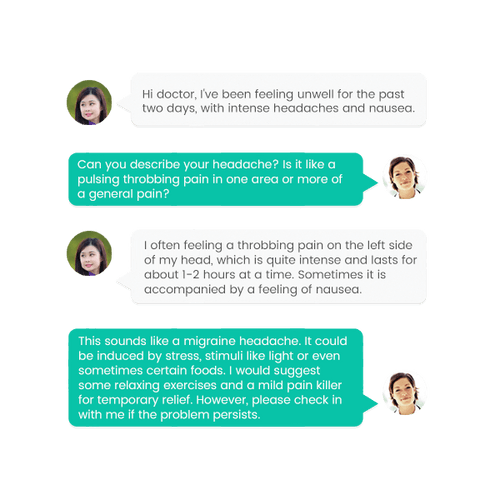 Hi doctor, I've been feeling unwell for the past
two days, with intense headaches and nausea.
Can you describe your headache? Is it like a
pulsing throbbing pain in one area or more of
a general pain?
I often feeling a throbbing pain on the left side
of my head, which is quite intense and lasts for
about 1-2 hours at a time. Sometimes it is
accompanied by a feeling of nausea.
This sounds like a migraine headache. It could
be induced by stress, stimuli like light or even
sometimes certain foods. I would suggest
some relaxing exercises and a mild pain killer
for temporary relief. However, please check in
with me if the problem persists.